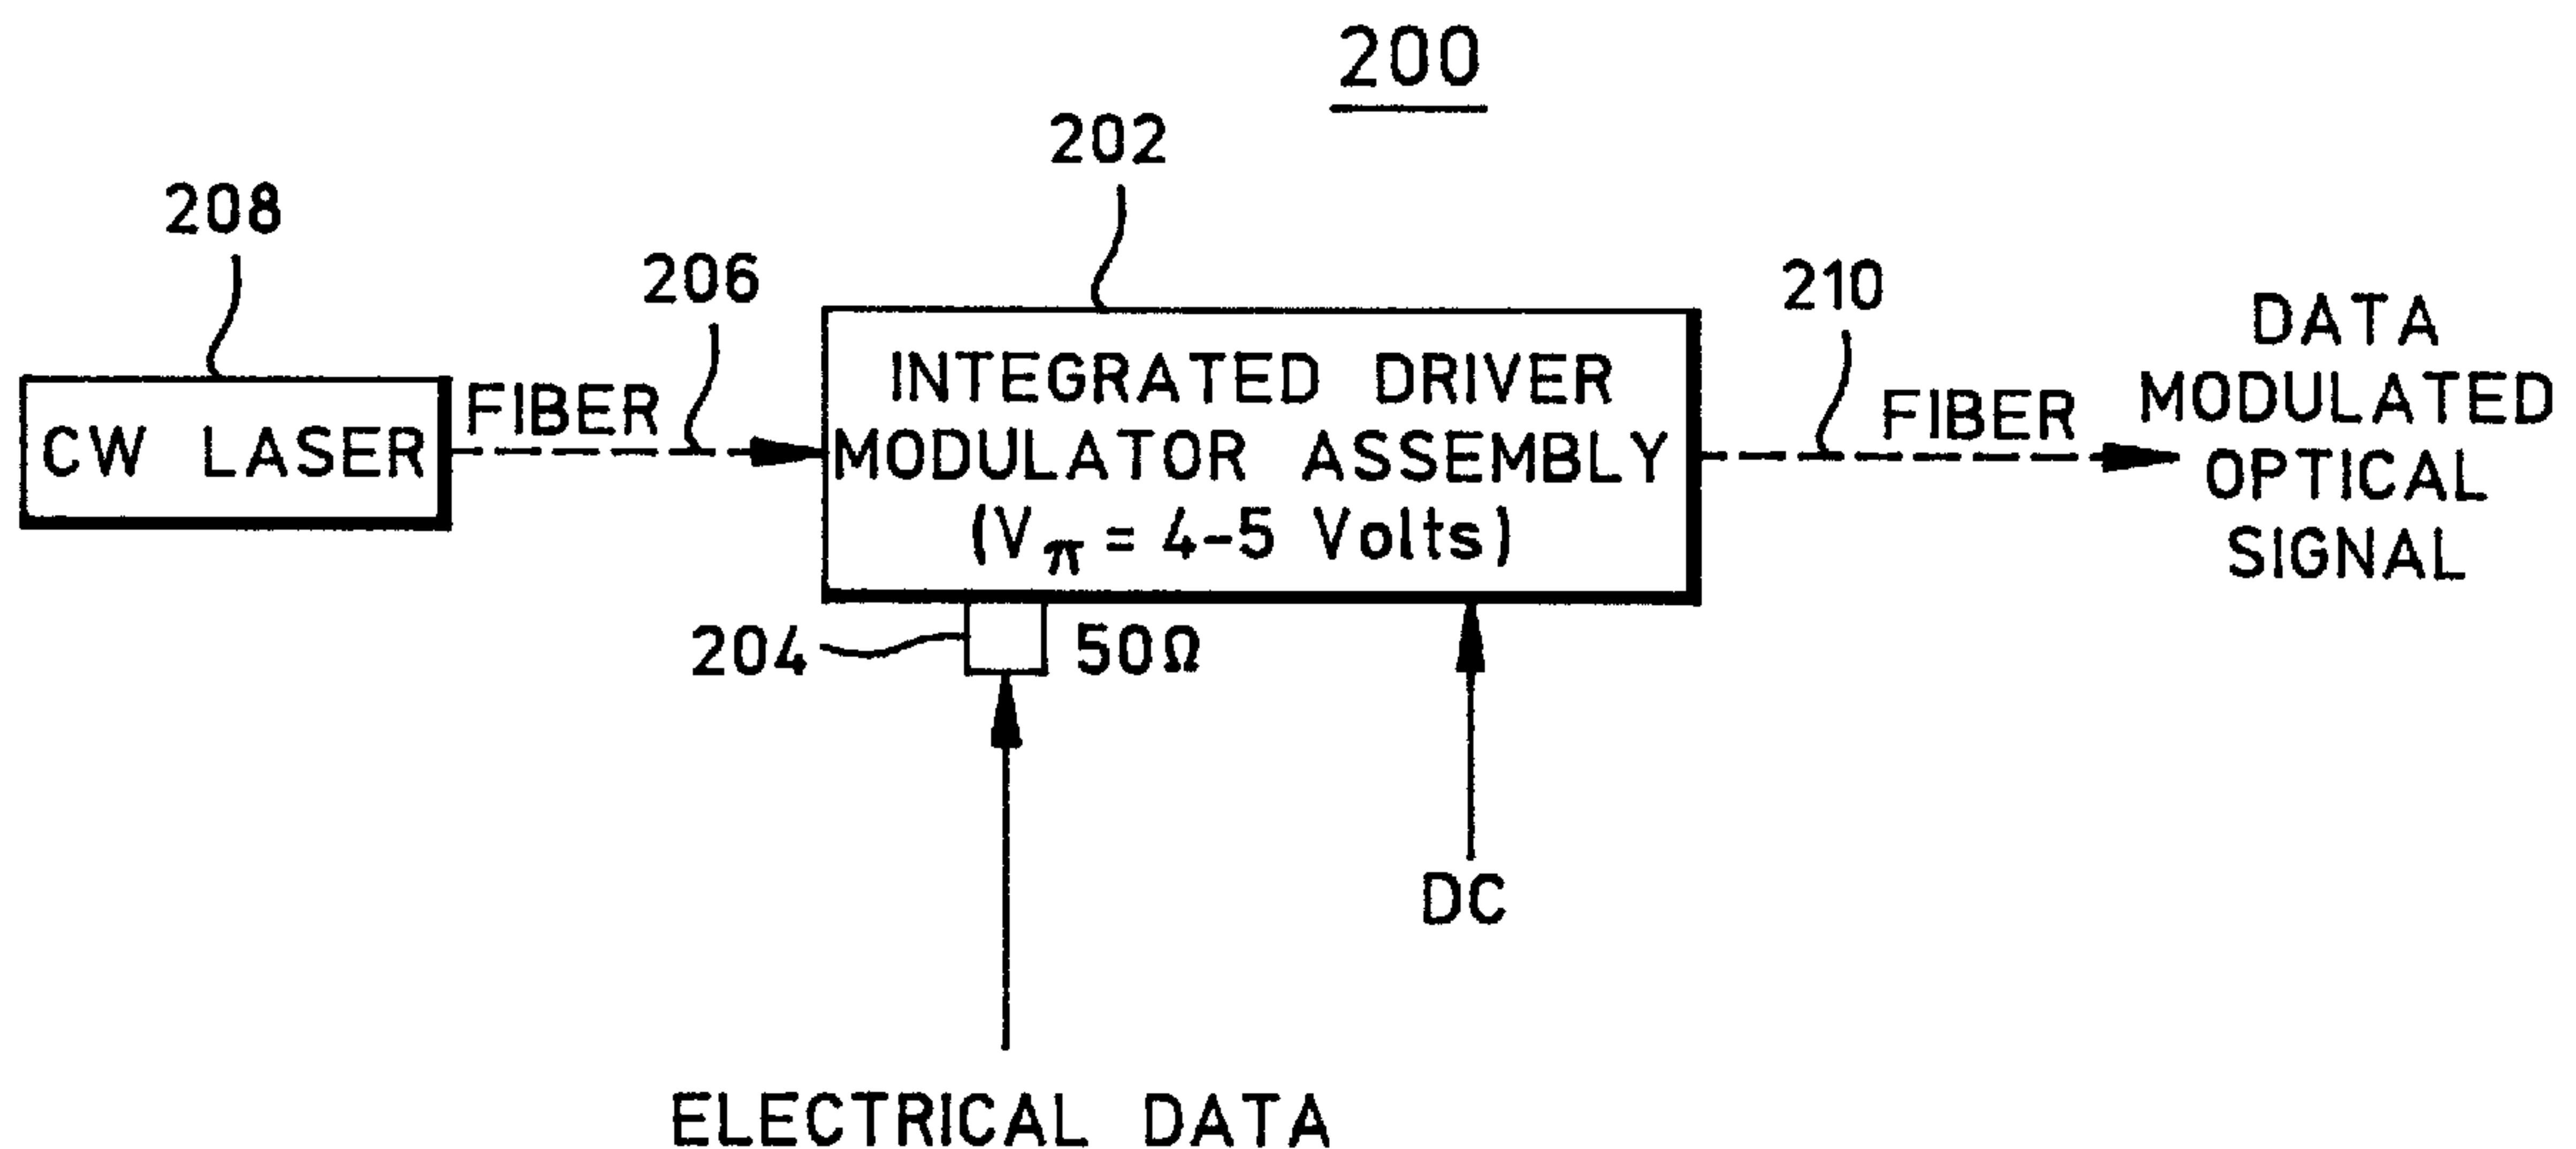 200
202
208
206
210
CW LASER
FIBER
INTEGRATED DRIVER
MODULATOR ASSEMBLY
(Vπ = 4-5 Volts)
FIBER
DATA
MODULATED
OPTICAL
SIGNAL
204
50Ω
DC
ELECTRICAL DATA